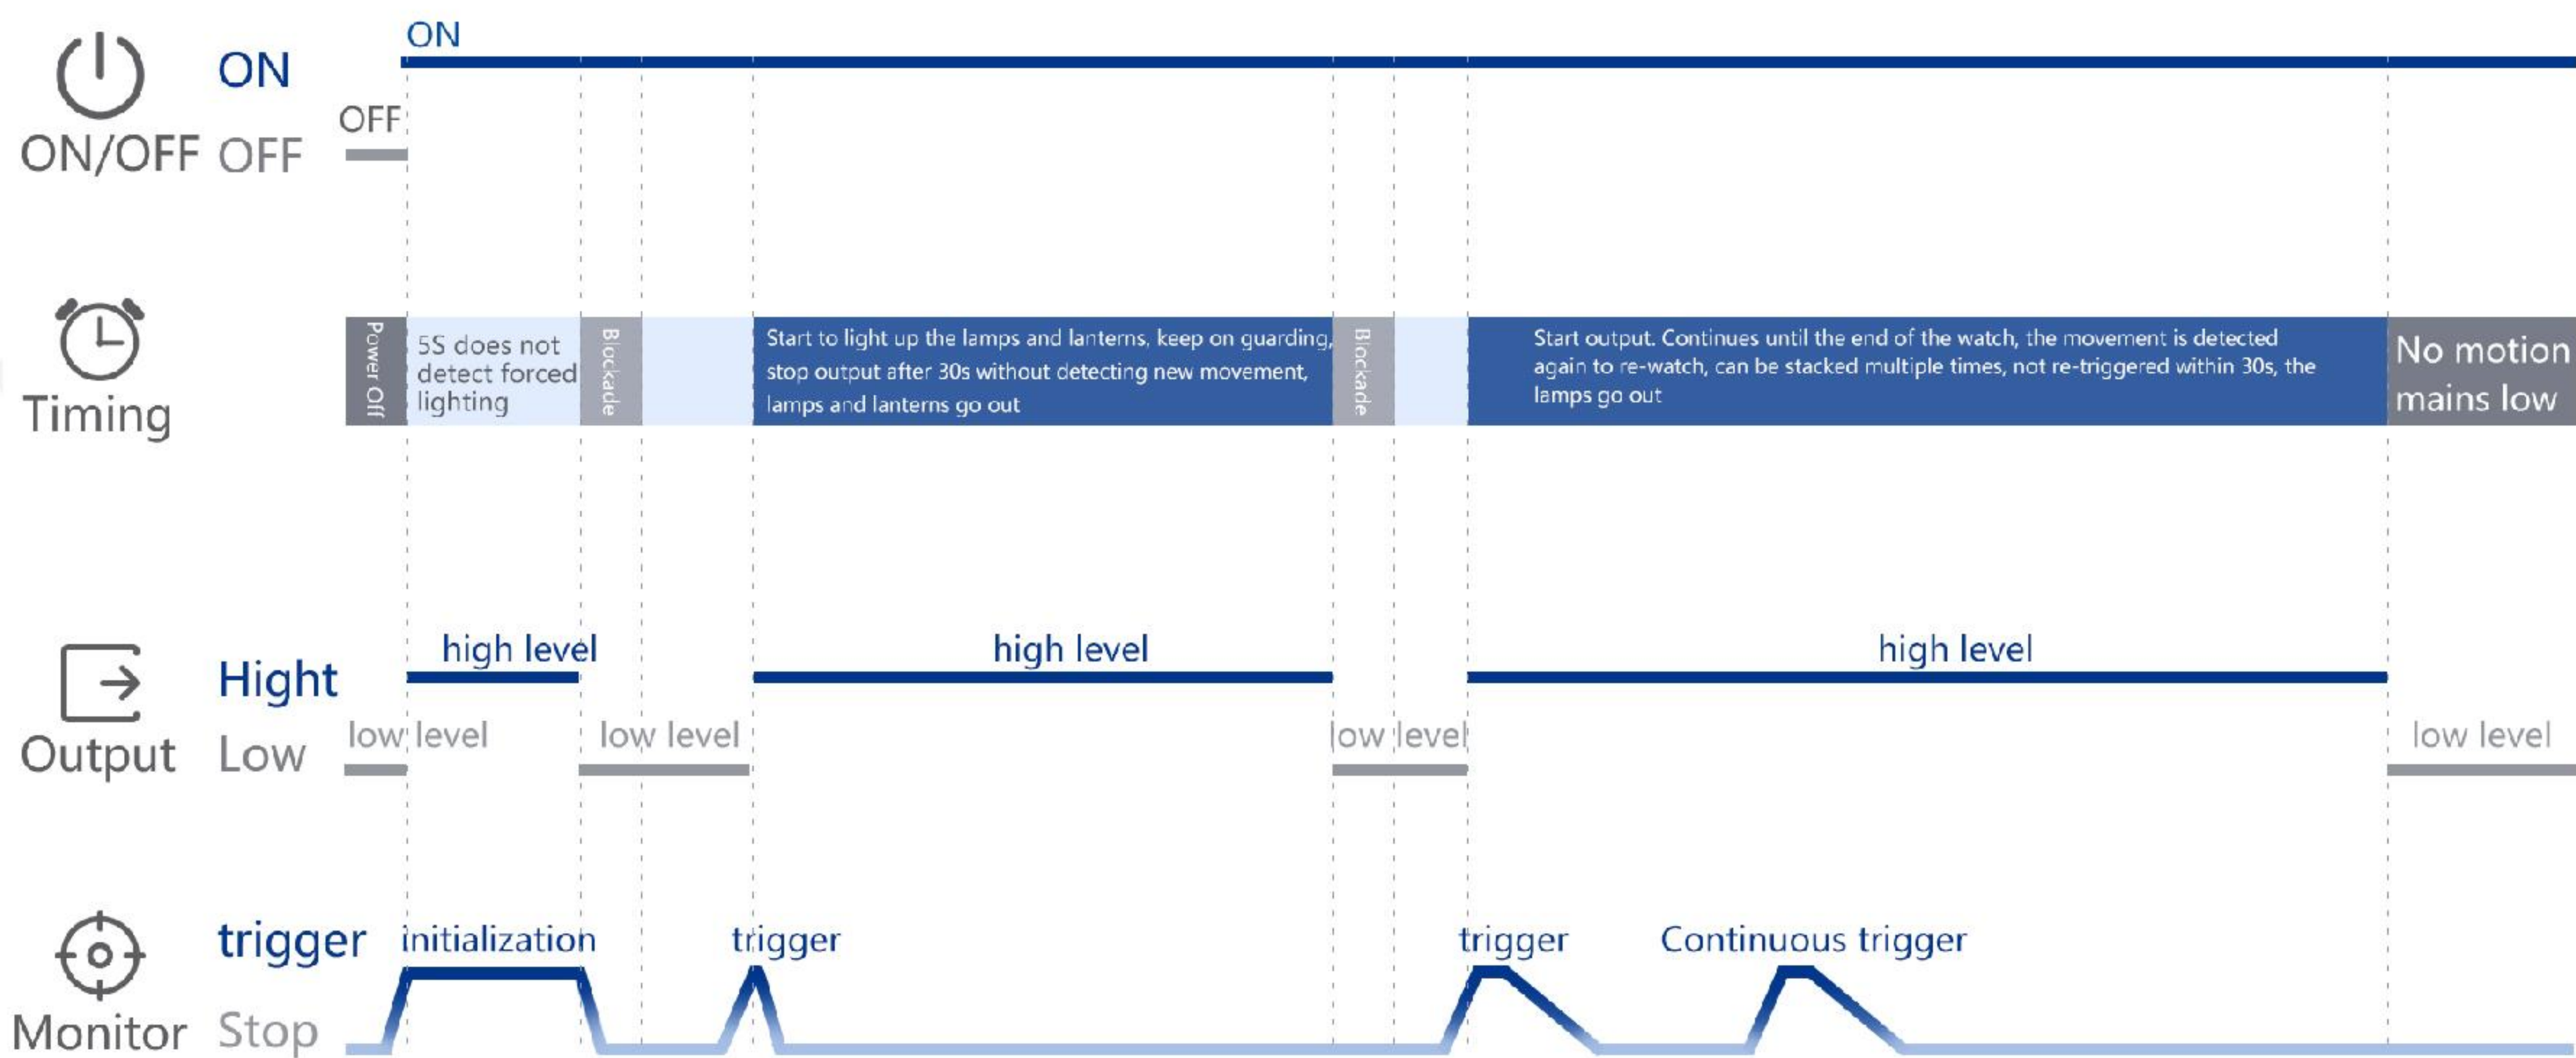 ON
ON
OFF
ON/OFF OFF
Power Off
5S does not
detect forced
lighting
Blockade
Start to light up the lamps and lanterns, keep on guarding,
stop output after 30s without detecting new movement,
lamps and lanterns go out
Blockade
Start output. Continues until the end of the watch, the movement is detected
again to re-watch, can be stacked multiple times, not re-triggered within 30s, the
lamps go out
No motion
mains low
Timing
high level
high level
high level
Hight
low level
low level
low level
low level
Output Low
trigger
initialization
trigger
trigger
Continuous trigger
Monitor Stop